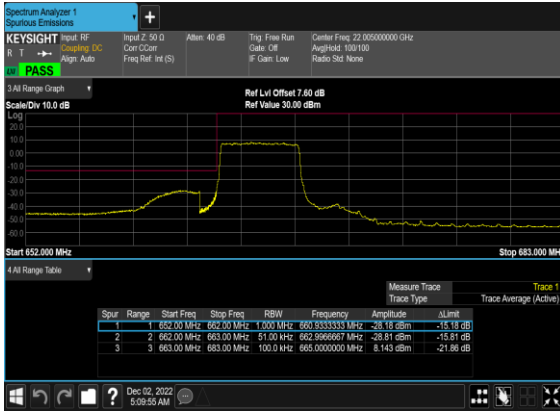 Spectrum Analyzer 1
Spurious Emissions
+
KEYSIGHT Input: RF Input Z: 50 Ω Atten: 40 dB Trig: Free Run Center Freq: 22.005000000 GHz
R T Coupling: DC Corr CCorr Gate: Off Avg|Hold: 100/100
Align: Auto Freq Ref: Int (S) IF Gain: Low Radio Std: None
PASS
3 All Range Graph
Ref Lvl Offset 7.60 dB
Scale/Div 10.0 dB Ref Value 30.00 dBm
Log
20.0
10.0
0.00
-10.0
-20.0
-30.0
-40.0
-50.0
-60.0
Start 652.000 MHz Stop 683.000 MH
4 All Range Table
Measure Trace Trace 1
Trace Type Trace Average (Active)
Spur Range Start Freq Stop Freq RBW Frequency Amplitude ΔLimit
1 1 652.00 MHz 662.00 MHz 1.000 MHz 660.9333333 MHz -28.18 dBm -15.18 dB
2 2 662.00 MHz 663.00 MHz 51.00 kHz 662.9966667 MHz -28.81 dBm -15.81 dB
3 3 663.00 MHz 683.00 MHz 100.0 kHz 665.0000000 MHz 8.143 dBm -21.86 dB
? Dec 02, 2022
5:09:55 AM